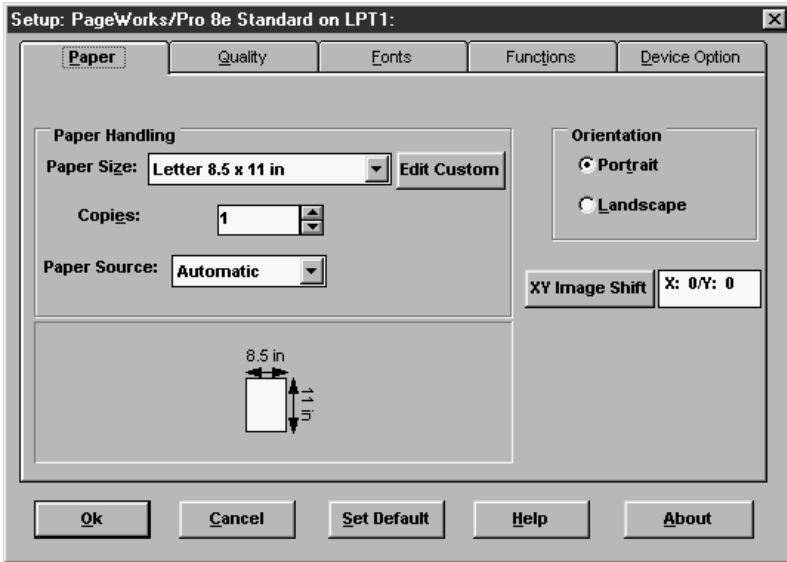 Setup: PageWorks/Pro 8e Standard on LPT1:
Paper
Quality
Fonts
Functions
Device Option
Paper Handling
Paper Size:
Letter 8.5 x 11 in
Edit Custom
Copies:
1
Paper Source:
Automatic
Orientation
Portrait
Landscape
XY Image Shift
X: 0/Y: 0
8.5 in
11 in
Ok
Cancel
Set Default
Help
About